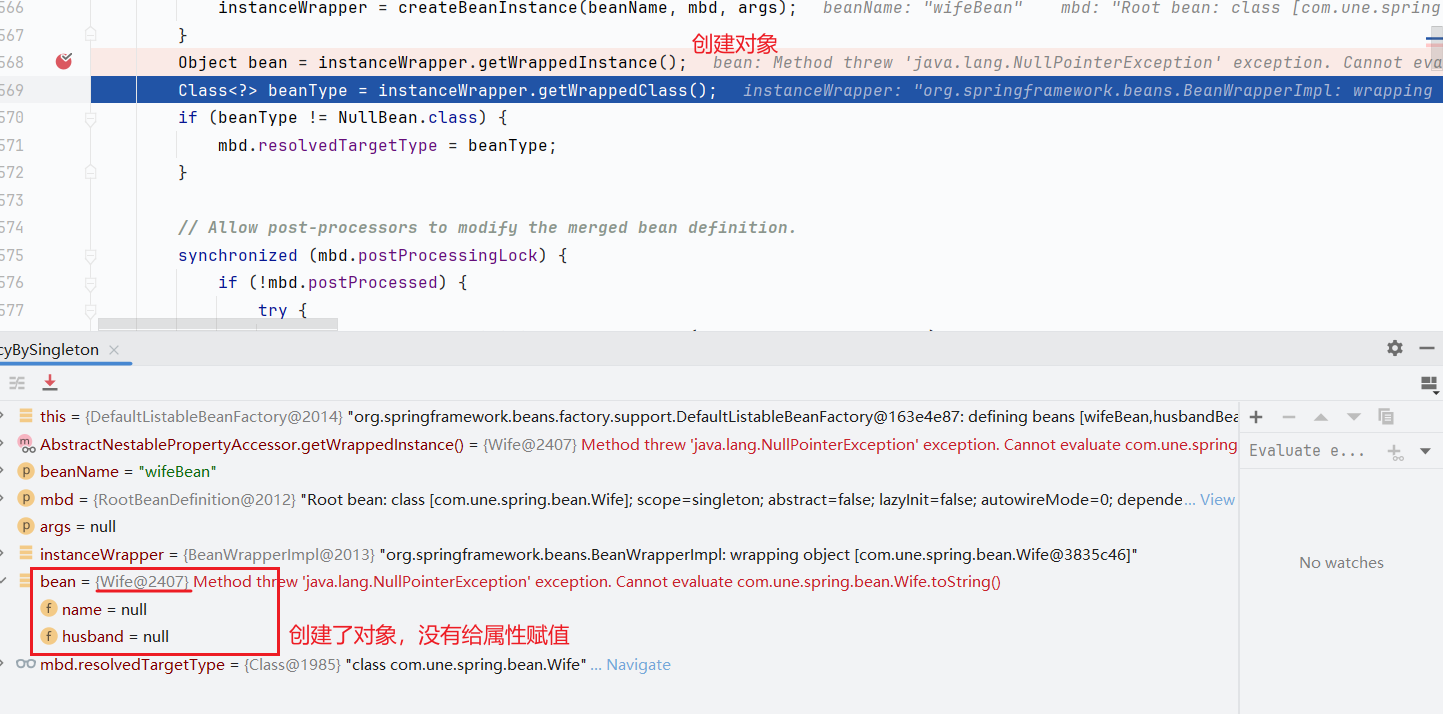 566 instanceWrapper = createBeanInstance(beanName, mbd, args); beanName: "wifeBean" mbd: "Root bean: class [com.une.spring
567 }
创建对象
568 Object bean = instanceWrapper.getWrappedInstance(); bean: Method threw 'java.lang.NullPointerException' exception. Cannot eva
569 Class<?> beanType = instanceWrapper.getWrappedClass(); instanceWrapper: "org.springframework.beans.BeanWrapperImpl: wrapping
570 if (beanType != NullBean.class) {
571 mbd.resolvedTargetType = beanType;
572 }
573
574 // Allow post-processors to modify the merged bean definition.
575 synchronized (mbd.postProcessingLock) {
576 if (!mbd.postProcessed) {
577 try {
cyBySingleton
this = {DefaultListableBeanFactory@2014} "org.springframework.beans.factory.support.DefaultListableBeanFactory@163e4e87: defining beans [wifeBean,husbandBea
AbstractNestablePropertyAccessor.getWrappedInstance() = {Wife@2407} Method threw 'java.lang.NullPointerException' exception. Cannot evaluate com.une.spring
Evaluate e...
beanName = "wifeBean"
mbd = {RootBeanDefinition@2012} "Root bean: class [com.une.spring.bean.Wife]; scope=singleton; abstract=false; lazyInit=false; autowireMode=0; depende... View
args = null
instanceWrapper = {BeanWrapperImpl@2013} "org.springframework.beans.BeanWrapperImpl: wrapping object [com.une.spring.bean.Wife@3835c46]"
No watches
bean = {Wife@2407} Method threw 'java.lang.NullPointerException' exception. Cannot evaluate com.une.spring.bean.Wife.toString()
name = null
husband = null
创建了对象，没有给属性赋值
mbd.resolvedTargetType = {Class@1985} "class com.une.spring.bean.Wife" ... Navigate